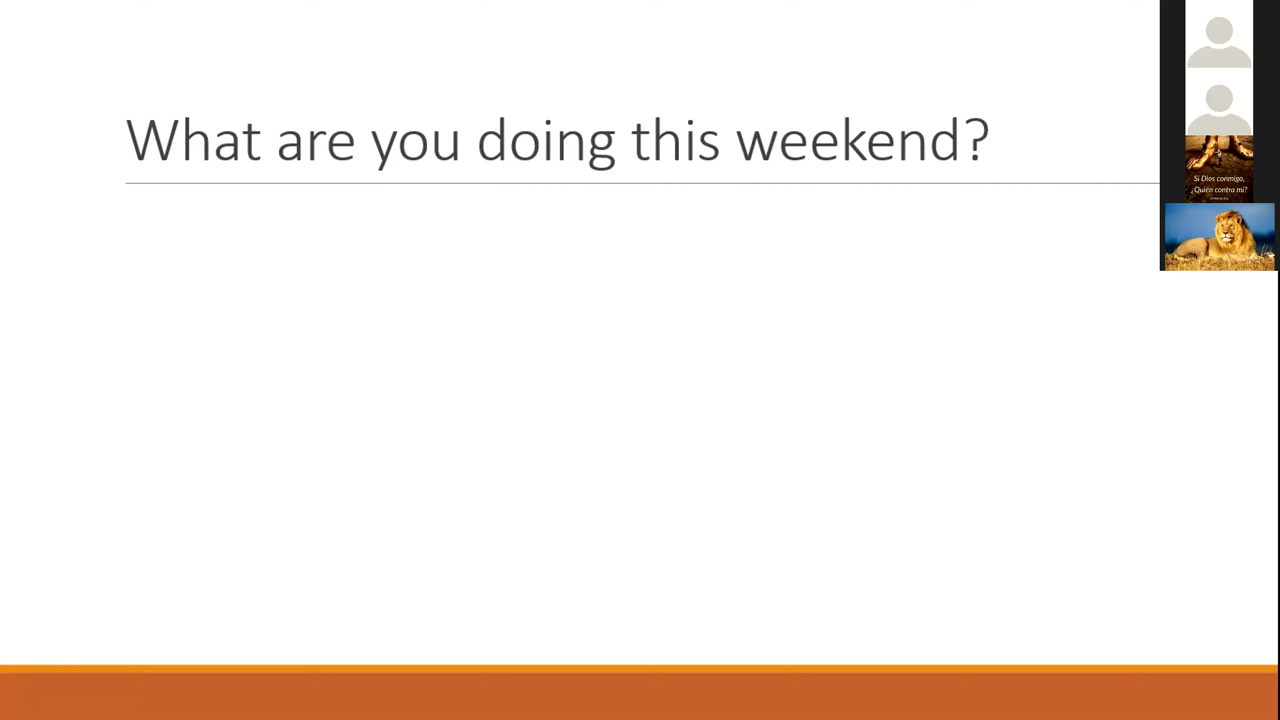 What are you doing this weekend?
Si Dios conmigo,
¿Quién contra mí?